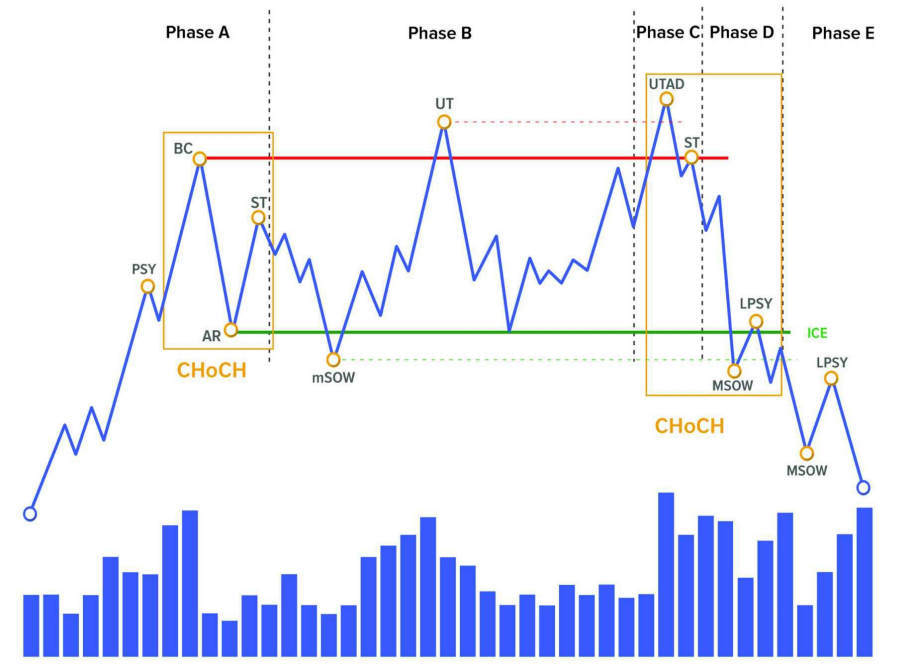 Phase A
Phase B
Phase C
Phase D
Phase E
UTAD
UT
BC
ST
ST
PSY
LPSY
AR
ICE
LPSY
CHoCH
mSOW
MSOW
CHoCH
MSOW